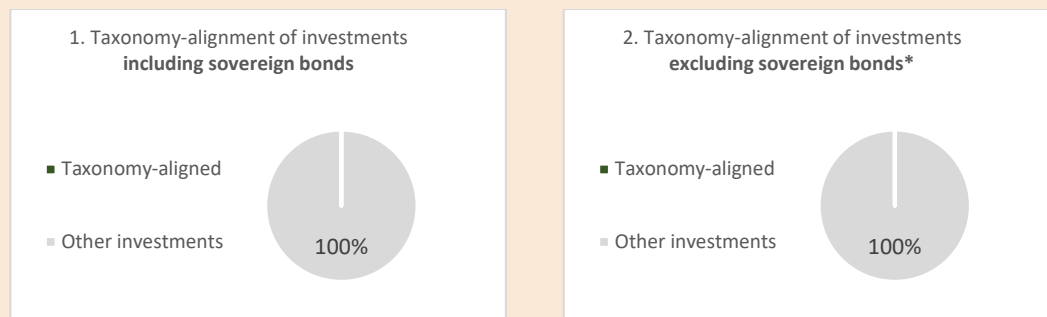 1. Taxonomy-alignment of investments
including sovereign bonds
Taxonomy-aligned
Other investments
100%
2. Taxonomy-alignment of investments
excluding sovereign bonds*
Taxonomy-aligned
Other investments
100%